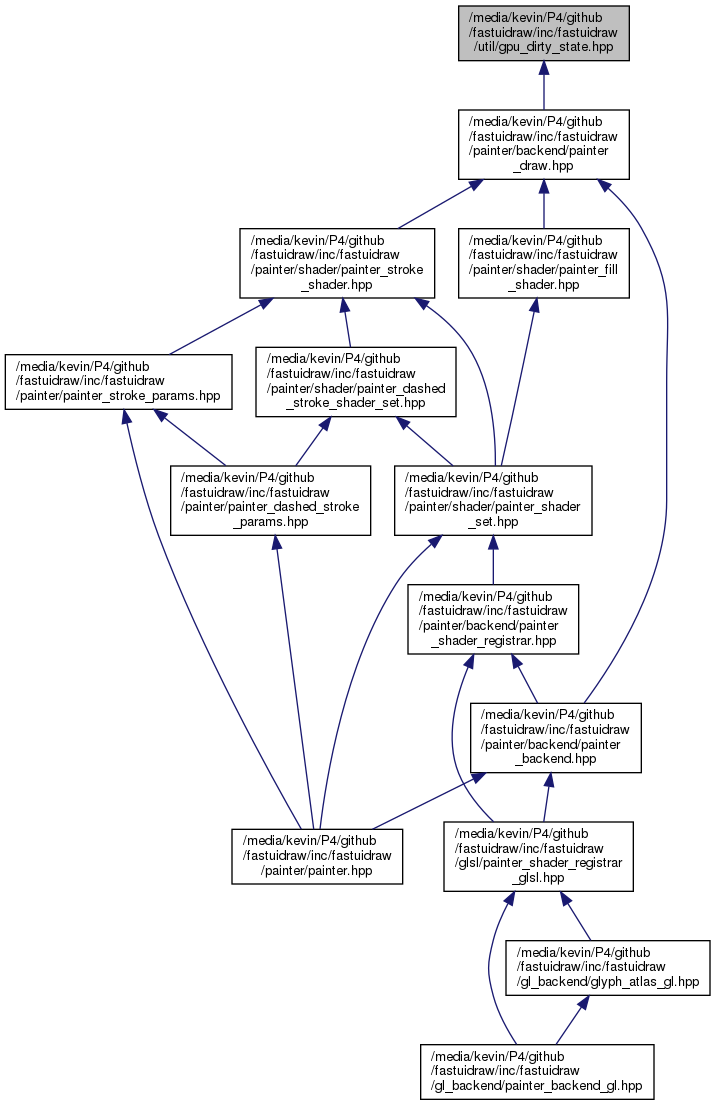 /media/kevin/P4/github
/fastuidraw/inc/fastuidraw
/util/gpu_dirty_state.hpp
/media/kevin/P4/github
/fastuidraw/inc/fastuidraw
/painter/backend/painter
_draw.hpp
/media/kevin/P4/github
/fastuidraw/inc/fastuidraw
/painter/shader/painter_stroke
_shader.hpp
/media/kevin/P4/github
/fastuidraw/inc/fastuidraw
/painter/shader/painter_fill
_shader.hpp
/media/kevin/P4/github
/fastuidraw/inc/fastuidraw
/painter/painter_stroke_params.hpp
/media/kevin/P4/github
/fastuidraw/inc/fastuidraw
/painter/shader/painter_dashed
_stroke_shader_set.hpp
/media/kevin/P4/github
/fastuidraw/inc/fastuidraw
/painter/painter_dashed_stroke
_params.hpp
/media/kevin/P4/github
/fastuidraw/inc/fastuidraw
/painter/shader/painter_shader
_set.hpp
/media/kevin/P4/github
/fastuidraw/inc/fastuidraw
/painter/backend/painter
_shader_registrar.hpp
/media/kevin/P4/github
/fastuidraw/inc/fastuidraw
/painter/backend/painter
_backend.hpp
/media/kevin/P4/github
/fastuidraw/inc/fastuidraw
/painter/painter.hpp
/media/kevin/P4/github
/fastuidraw/inc/fastuidraw
/glsl/painter_shader_registrar
_glsl.hpp
/media/kevin/P4/github
/fastuidraw/inc/fastuidraw
/gl_backend/glyph_atlas_gl.hpp
/media/kevin/P4/github
/fastuidraw/inc/fastuidraw
/gl_backend/painter_backend_gl.hpp